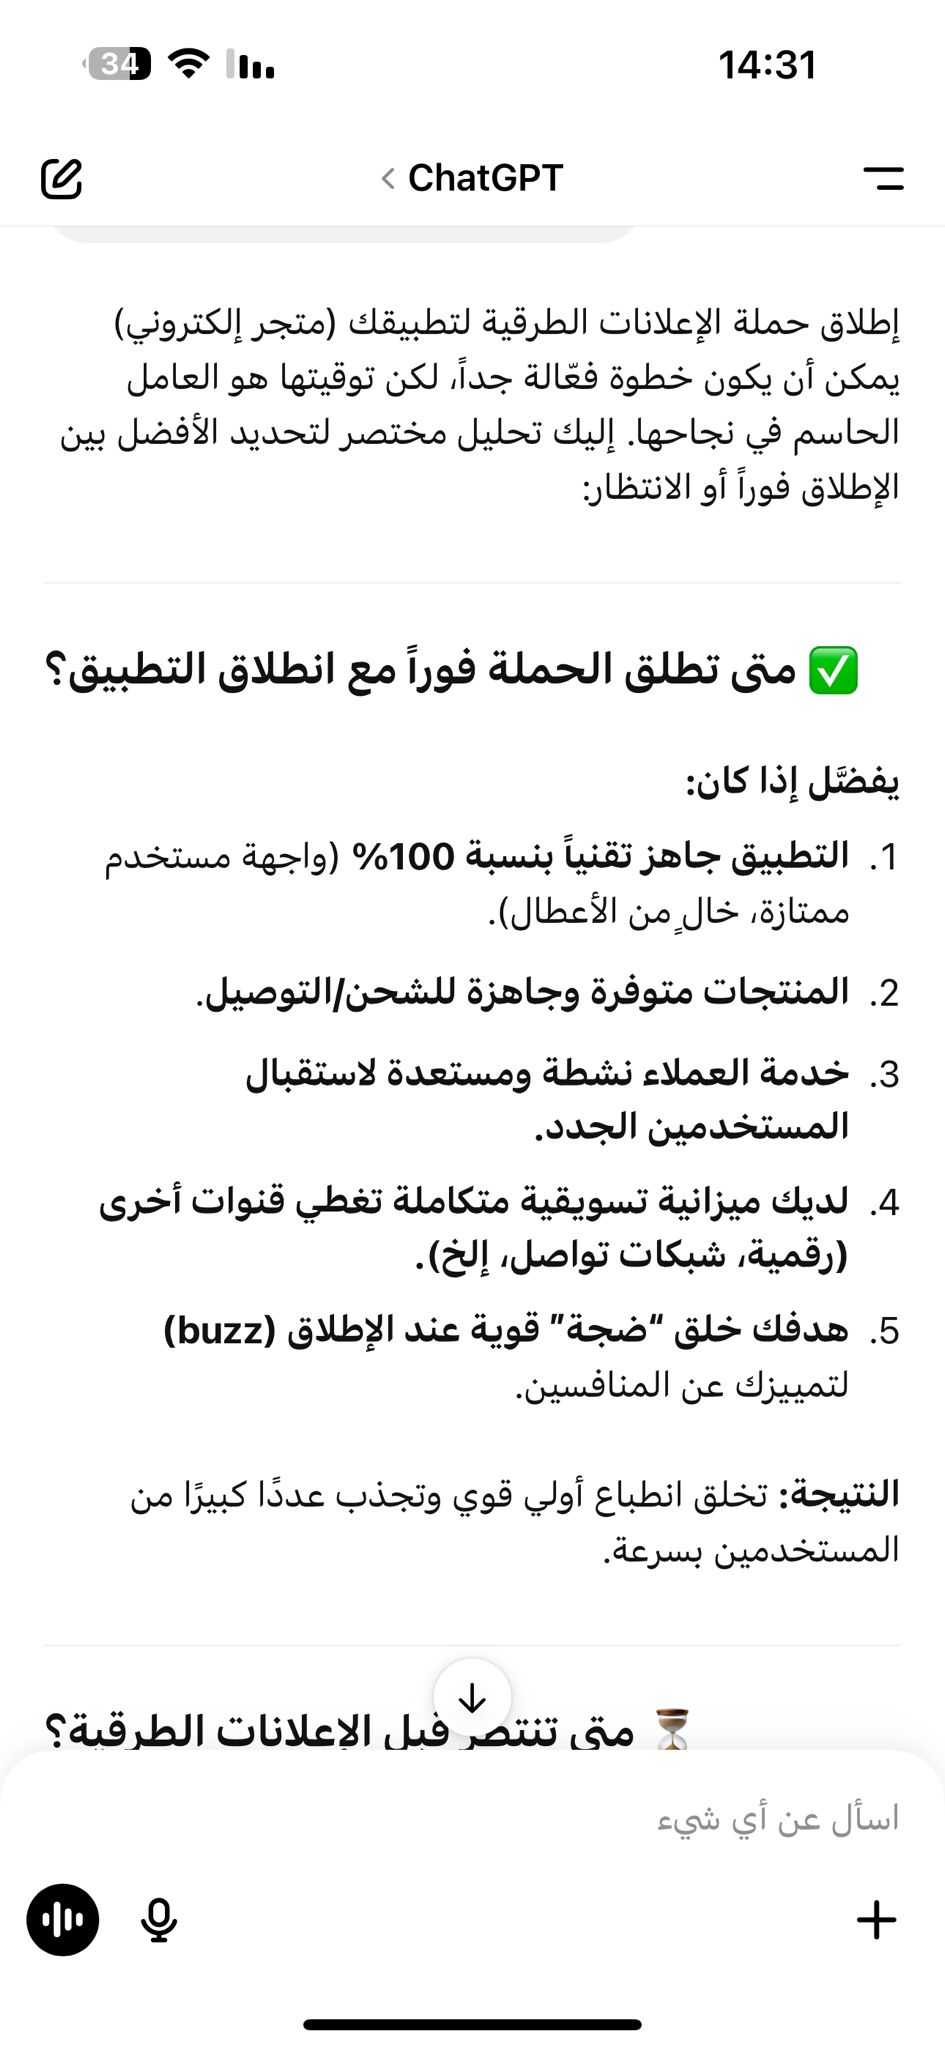 34
14:31
ChatGPT
إطلاق حملة الإعلانات الطرقية لتطبيقك (متجر إلكتروني)
يمكن أن يكون خطوة فعّالة جداً، لكن توقيتها هو العامل
الحاسم في نجاحها. إليك تحليل مختصر لتحديد الأفضل بين
الإطلاق فوراً أو الانتظار:
✅ متى تطلق الحملة فوراً مع انطلاق التطبيق؟
يفضَّل إذا كان:
1. التطبيق جاهز تقنياً بنسبة 100% (واجهة مستخدم
ممتازة، خالٍ من الأعطال).
2. المنتجات متوفرة وجاهزة للشحن/التوصيل.
3. خدمة العملاء نشطة ومستعدة لاستقبال
المستخدمين الجدد.
4. لديك ميزانية تسويقية متكاملة تغطي قنوات أخرى
(رقمية، شبكات تواصل، إلخ).
5. هدفك خلق “ضجة” قوية عند الإطلاق (buzz)
لتمييزك عن المنافسين.
النتيجة: تخلق انطباع أولي قوي وتجذب عددًا كبيرًا من
المستخدمين بسرعة.
⏳ متى تنتظر قبل الإعلانات الطرقية؟
اسأل عن أي شيء